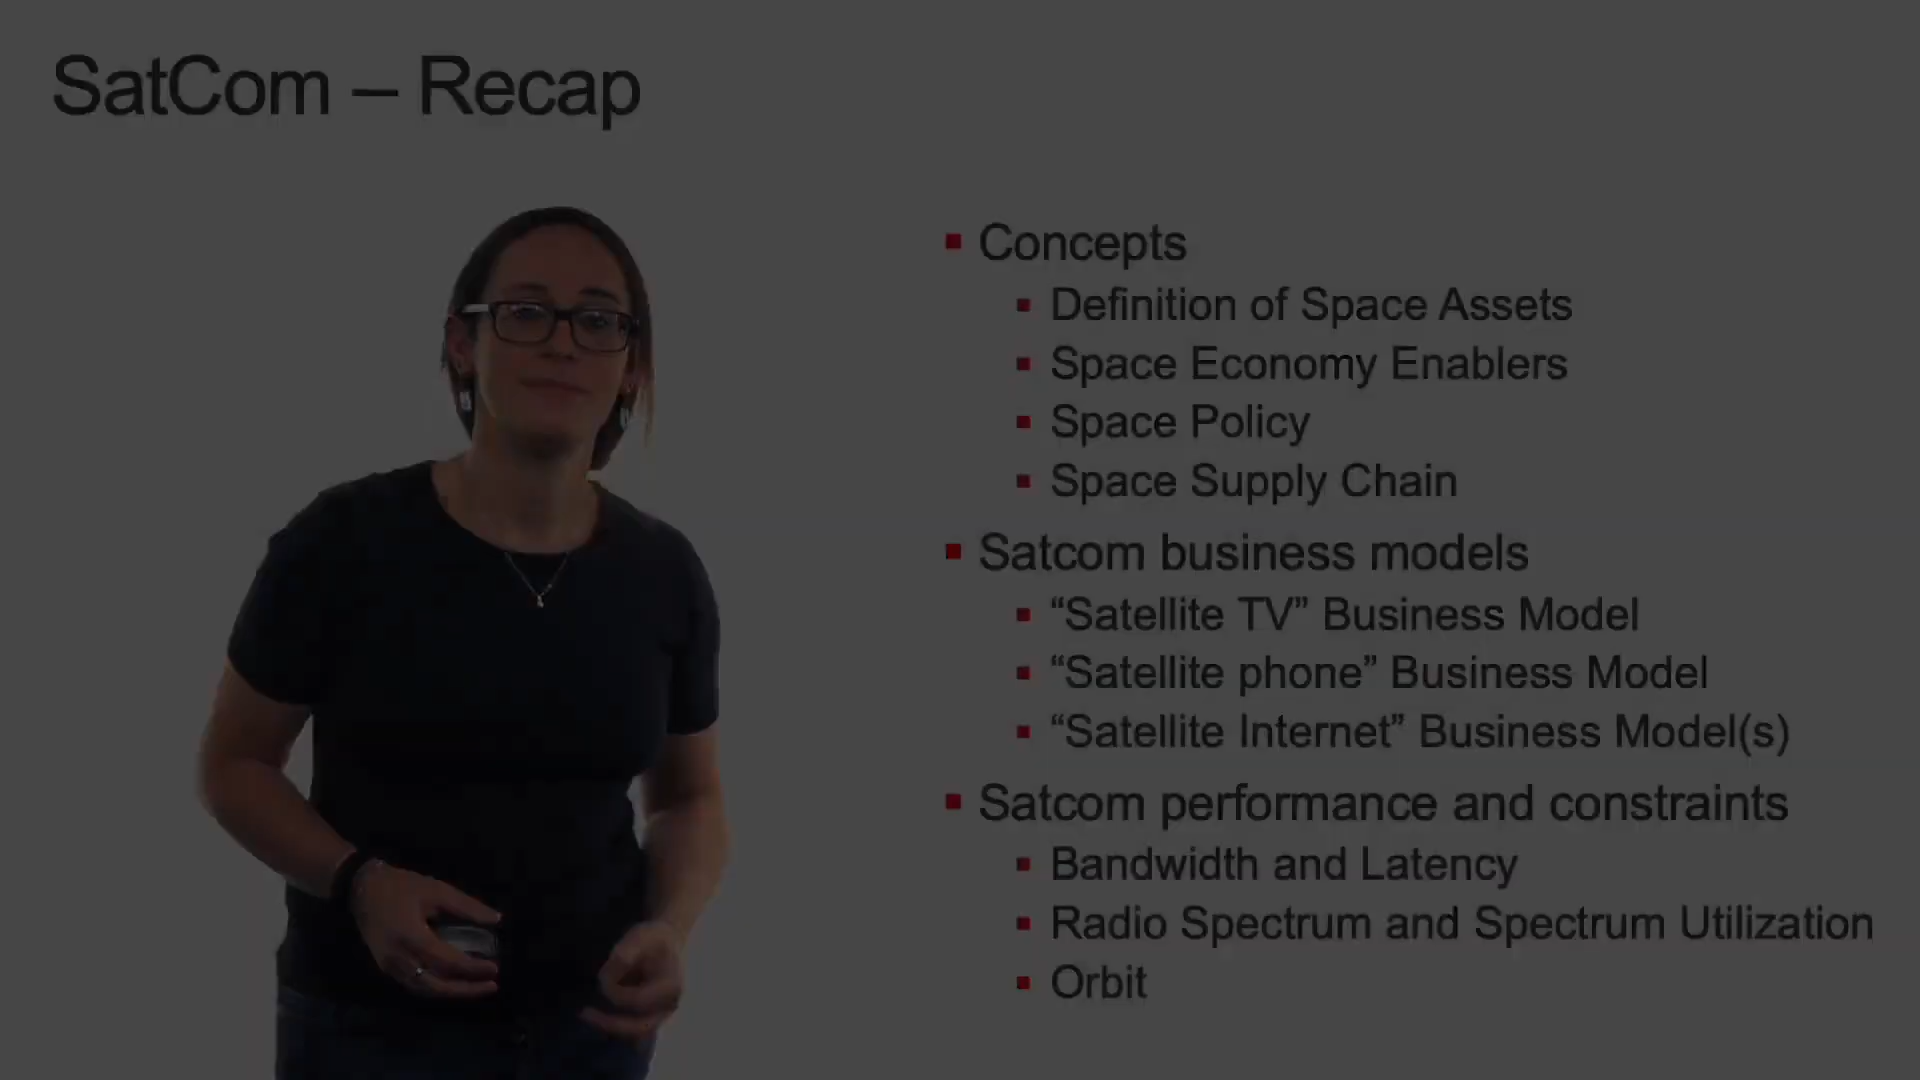 SatCom – Recap
Concepts
Definition of Space Assets
Space Economy Enablers
Space Policy
Space Supply Chain
Satcom business models
“Satellite TV” Business Model
“Satellite phone” Business Model
“Satellite Internet” Business Model(s)
Satcom performance and constraints
Bandwidth and Latency
Radio Spectrum and Spectrum Utilization
Orbit